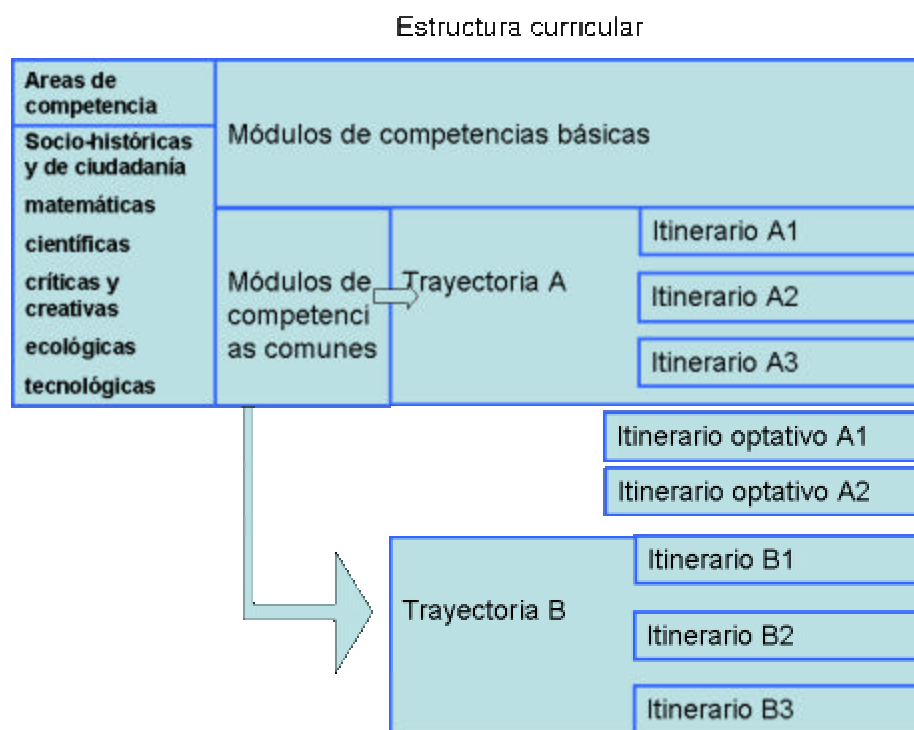 Estructura curricular
Areas de
competencia
Socio-históricas
y de ciudadanía
matemáticas
científicas
críticas y
creativas
ecológicas
tecnológicas
Módulos de competencias básicas
Módulos de
competenci
as comunes
Trayectoria A
Itinerario A1
Itinerario A2
Itinerario A3
Itinerario optativo A1
Itinerario optativo A2
Trayectoria B
Itinerario B1
Itinerario B2
Itinerario B3